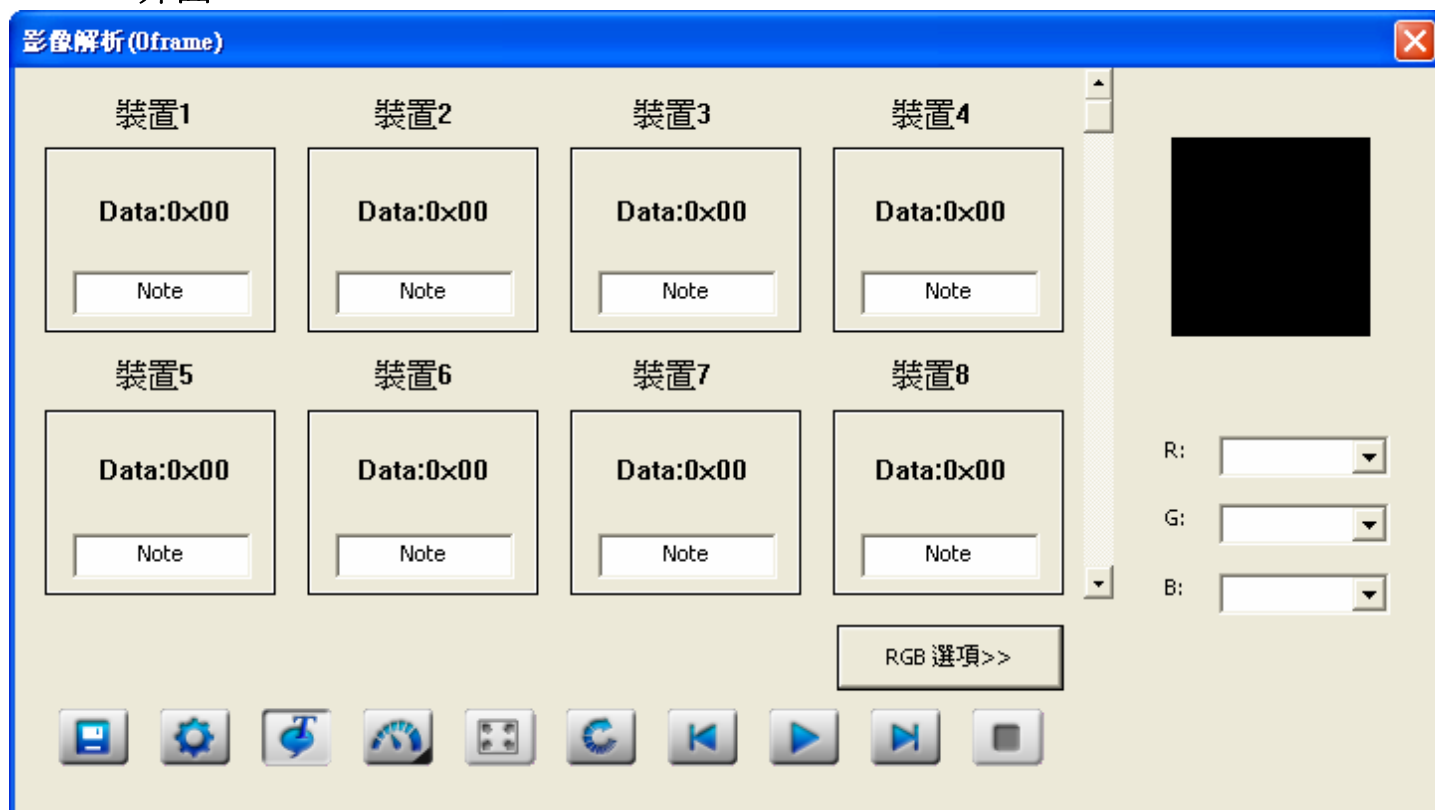 影像解析(0frame)
裝置1 裝置2 裝置3 裝置4
Data:0x00 Data:0x00 Data:0x00 Data:0x00
Note Note Note Note
裝置5 裝置6 裝置7 裝置8
Data:0x00 Data:0x00 Data:0x00 Data:0x00
Note Note Note Note
R:
G:
B:
RGB 選項>>